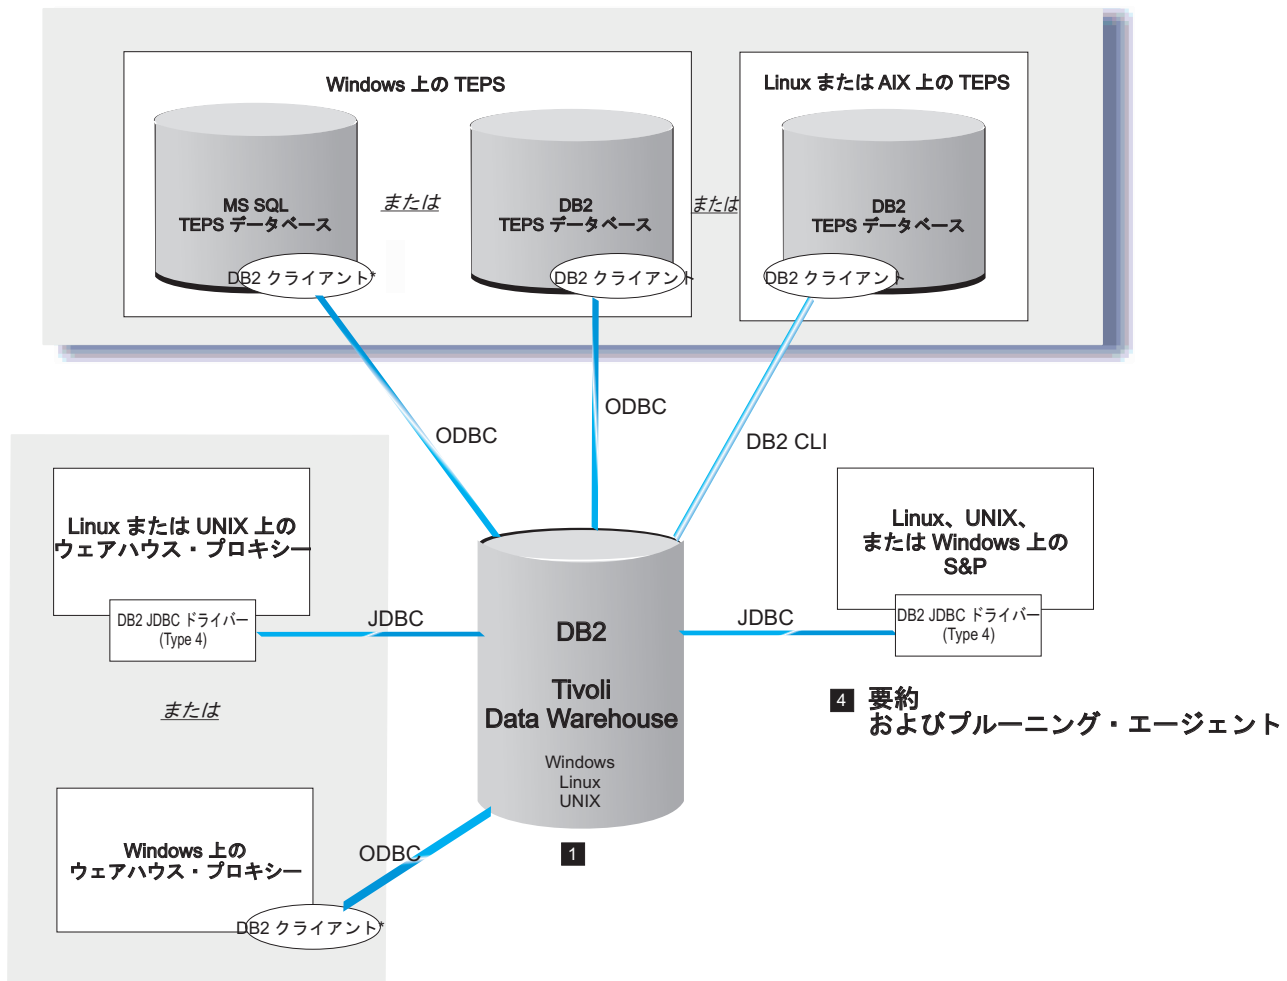 Windows 上の TEPS
Linux または AIX 上の TEPS
MS SQL
TEPS データベース
または
DB2
TEPS データベース
または
DB2
TEPS データベース
DB2 クライアント*
DB2 クライアント
DB2 クライアント
ODBC
ODBC
DB2 CLI
Linux または UNIX 上の
ウェアハウス・プロキシー
DB2 JDBC ドライバー
(Type 4)
JDBC
または
Windows 上の
ウェアハウス・プロキシー
DB2 クライアント*
ODBC
DB2
Tivoli
Data Warehouse
Windows
Linux
UNIX
1
JDBC
Linux、UNIX、
または Windows 上の
S&P
DB2 JDBC ドライバー
(Type 4)
4 要約
およびプルーニング・エージェント